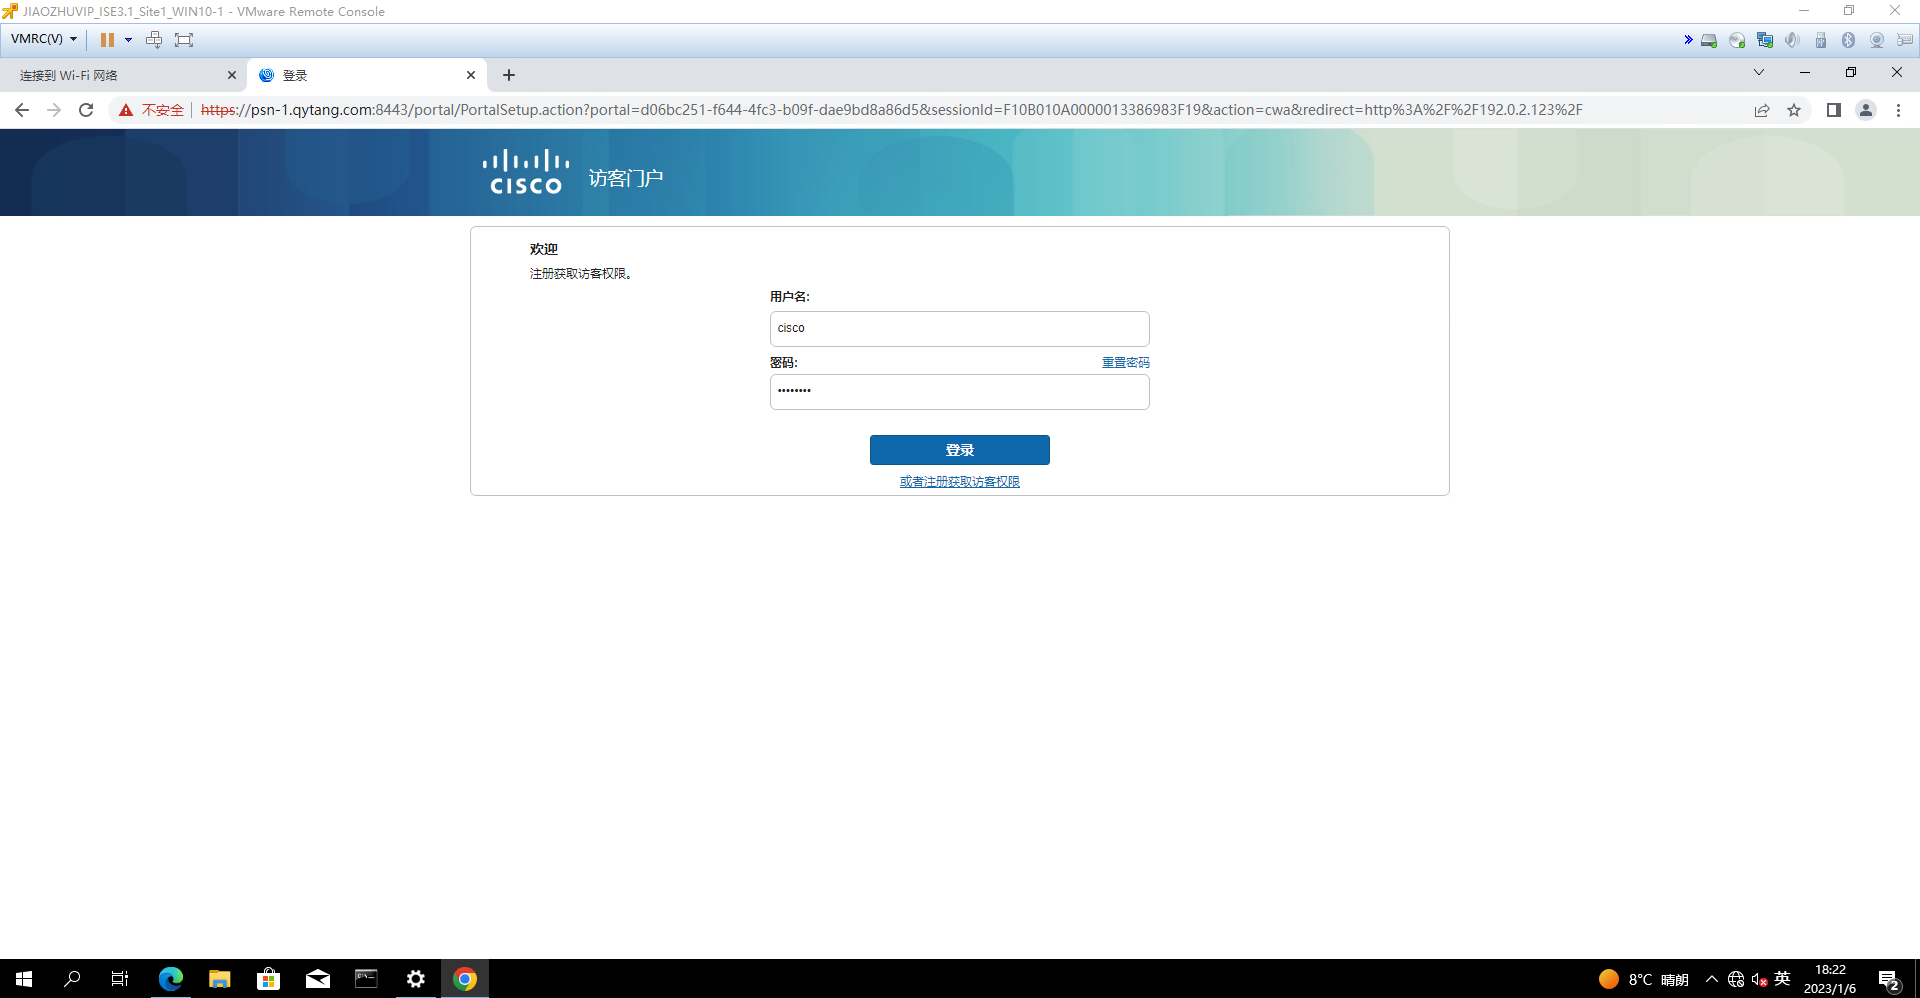 JIAOZHUVIP_ISE3.1_Site1_WIN10-1 - VMware Remote Console
VMRC(V)
连接到 Wi-Fi 网络
登录
不安全
https://psn-1.qytang.com:8443/portal/PortalSetup.action?portal=d06bc251-f644-4fc3-b09f-dae9bd8a86d5&sessionId=F10B010A0000013386983F19&action=cwa&redirect=http%3A%2F%2F192.0.2.123%2F
CISCO
访客门户
欢迎
注册获取访客权限。
用户名:
cisco
密码:
重置密码
登录
或者注册获取访客权限
8°C 晴朗
英
18:22
2023/1/6
2